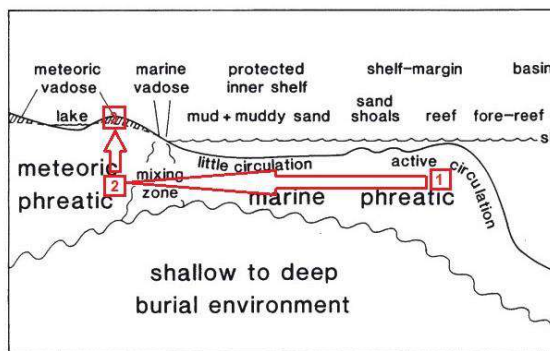 meteoric
vadose
marine
vadose
protected
inner shelf
shelf-margin
basin
lake
mud + muddy sand
sand
shoals
reef
fore-reef
s
little circulation
active
circulation
meteoric
phreatic
2
mixing
zone
marine
phreatic
1
shallow to deep
burial environment